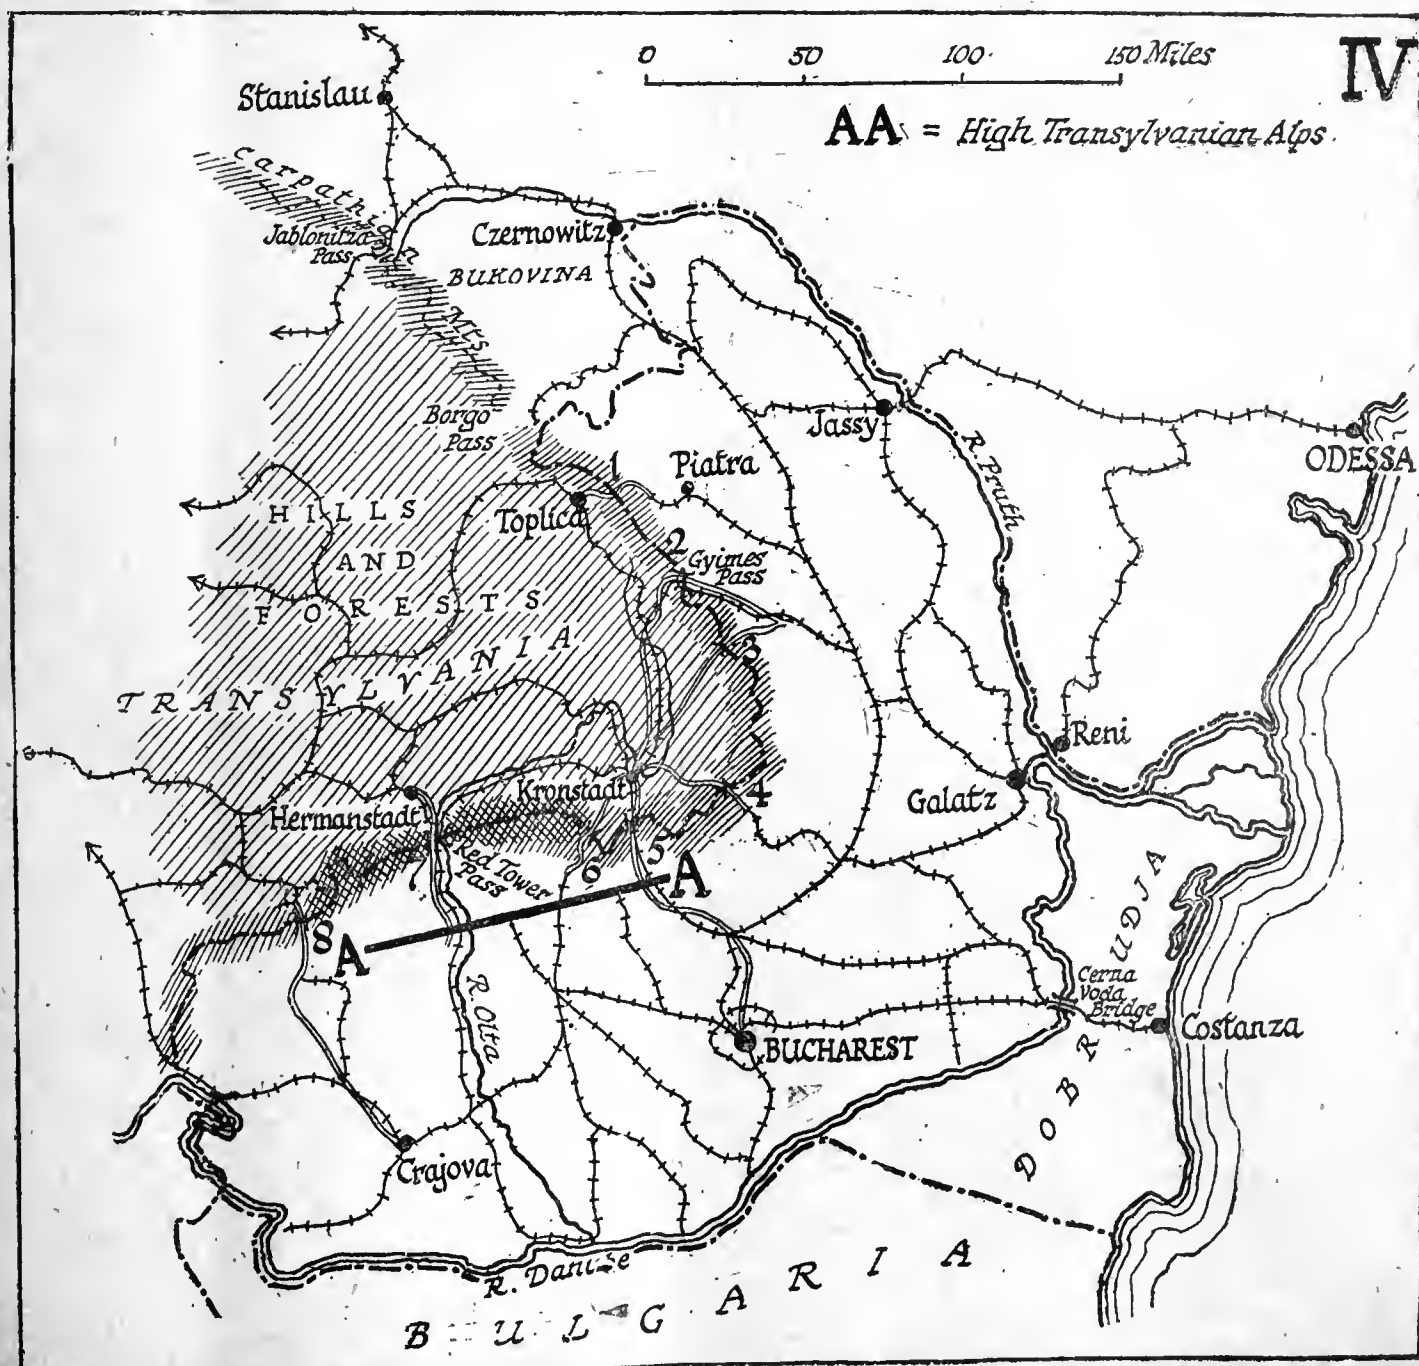 0 50 100 150 Miles
IV
AA = High Transylvanian Alps.
Stanislau
Carpathian
Mts
Jablonitza
Pass
Czernowitz
BUKOVINA
Borgo
Pass
Jassy
R. Pruth
ODESSA
1
Piatra
Toplica
2
Gyimes
Pass
HILLS
AND
FORESTS
TRANSYLVANIA
3
Reni
Kronstadt
4
Galatz
Hermanstadt
Red Tower
Pass
6
5
A
8
A
DOBRUDJA
Cerna
Voda
Bridge
Costanza
R. Olta
BUCHAREST
Crajova
R. Danube
BULGARIA